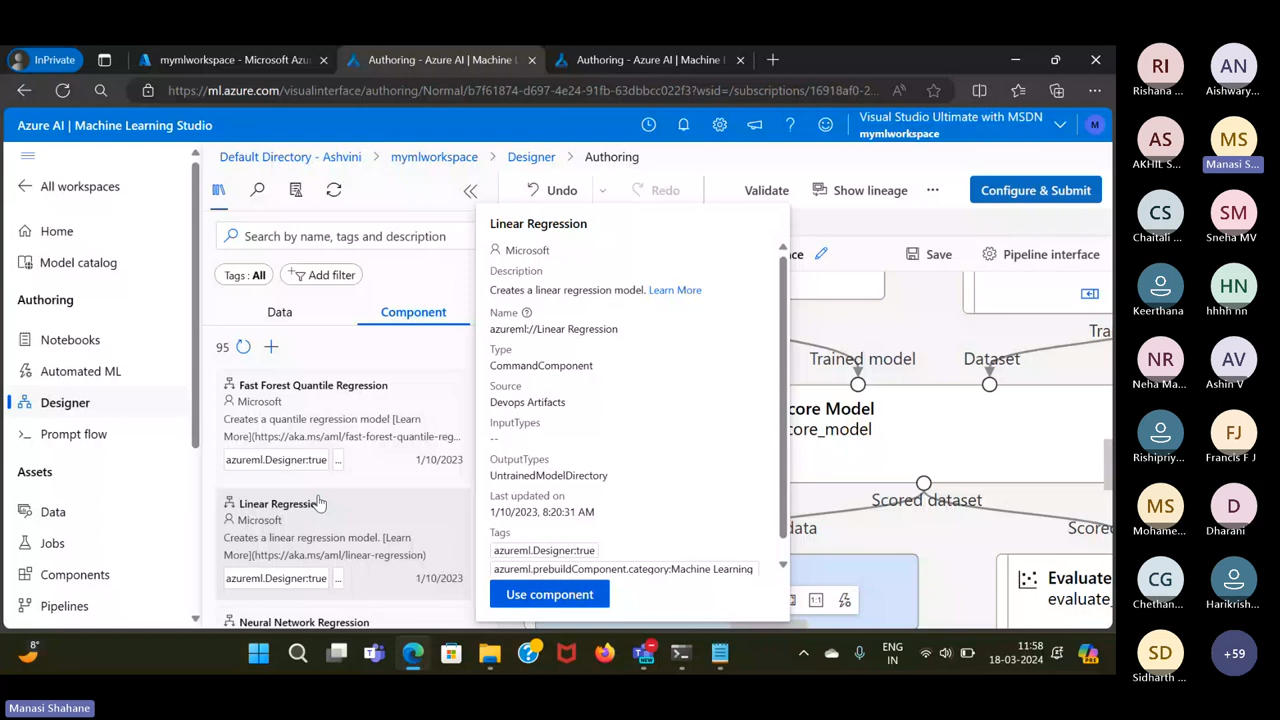 InPrivate
mymlworkspace - Microsoft Azu
Authoring - Azure AI | Machine L
Authoring - Azure AI | Machine l
https://ml.azure.com/visualinterface/authoring/Normal/b7f61874-d697-4e24-91fb-63dbbcc022f3?wsid=/subscriptions/16918af0-2...
Azure AI | Machine Learning Studio
Visual Studio Ultimate with MSDN
mymlworkspace
M
Default Directory - Ashvini
mymlworkspace
Designer
Authoring
All workspaces
Home
Model catalog
Authoring
Notebooks
Automated ML
Designer
Prompt flow
Assets
Data
Jobs
Components
Pipelines
Undo
Redo
Validate
Show lineage
Configure & Submit
Search by name, tags and description
Tags : All
Add filter
Data
Component
95
Fast Forest Quantile Regression
Microsoft
Creates a quantile regression model [Learn
More](https://aka.ms/aml/fast-forest-quantile-reg...
azureml.Designer:true
...
1/10/2023
Linear Regression
Microsoft
Creates a linear regression model. [Learn
More](https://aka.ms/aml/linear-regression)
azureml.Designer:true
...
1/10/2023
Neural Network Regression
Linear Regression
Microsoft
Description
Creates a linear regression model. Learn More
Name
azureml://Linear Regression
Type
CommandComponent
Source
Devops Artifacts
InputTypes
--
OutputTypes
UntrainedModelDirectory
Last updated on
1/10/2023, 8:20:31 AM
Tags
azureml.Designer:true
azureml.prebuildComponent.category:Machine Learning
Use component
ce
Save
Pipeline interface
Tra
Trained model
Dataset
core Model
core_model
Scored dataset
data
Score
1:1
Evaluate
evaluate_
8°
ENG
IN
11:58
18-03-2024
PRE
NEW
RI
Rishana ...
AN
Aishwary...
AS
AKHIL S...
MS
Manasi S...
CS
Chaitali ...
SM
Sneha MV
Keerthana
HN
hhhh nn
NR
Neha Ma...
AV
Ashin V
Rishipriy...
FJ
Francis F J
MS
Mohame...
D
Dharani
CG
Chethan...
Harikrish...
SD
Sidharth ...
+59
Manasi Shahane